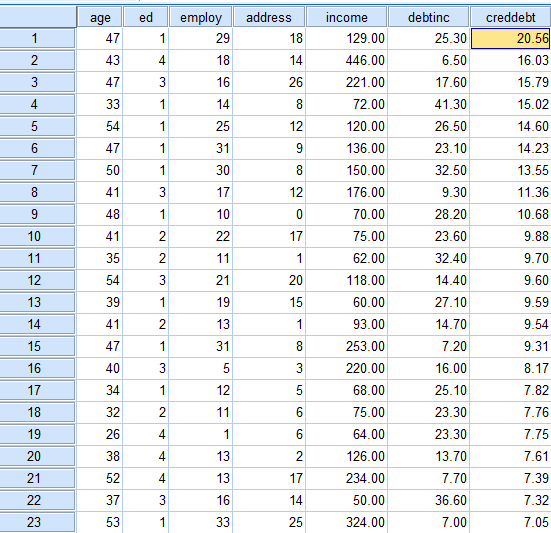 age ed employ address income debtinc creddebt
1 47 1 29 18 129.00 25.30 20.56
2 43 4 18 14 446.00 6.50 16.03
3 47 3 16 26 221.00 17.60 15.79
4 33 1 14 8 72.00 41.30 15.02
5 54 1 25 12 120.00 26.50 14.60
6 47 1 31 9 136.00 23.10 14.23
7 50 1 30 8 150.00 32.50 13.55
8 41 3 17 12 176.00 9.30 11.36
9 48 1 10 0 70.00 28.20 10.68
10 41 2 22 17 75.00 23.60 9.88
11 35 2 11 1 62.00 32.40 9.70
12 54 3 21 20 118.00 14.40 9.60
13 39 1 19 15 60.00 27.10 9.59
14 41 2 13 1 93.00 14.70 9.54
15 47 1 31 8 253.00 7.20 9.31
16 40 3 5 3 220.00 16.00 8.17
17 34 1 12 5 68.00 25.10 7.82
18 32 2 11 6 75.00 23.30 7.76
19 26 4 1 6 64.00 23.30 7.75
20 38 4 13 2 126.00 13.70 7.61
21 52 4 13 17 234.00 7.70 7.39
22 37 3 16 14 50.00 36.60 7.32
23 53 1 33 25 324.00 7.00 7.05